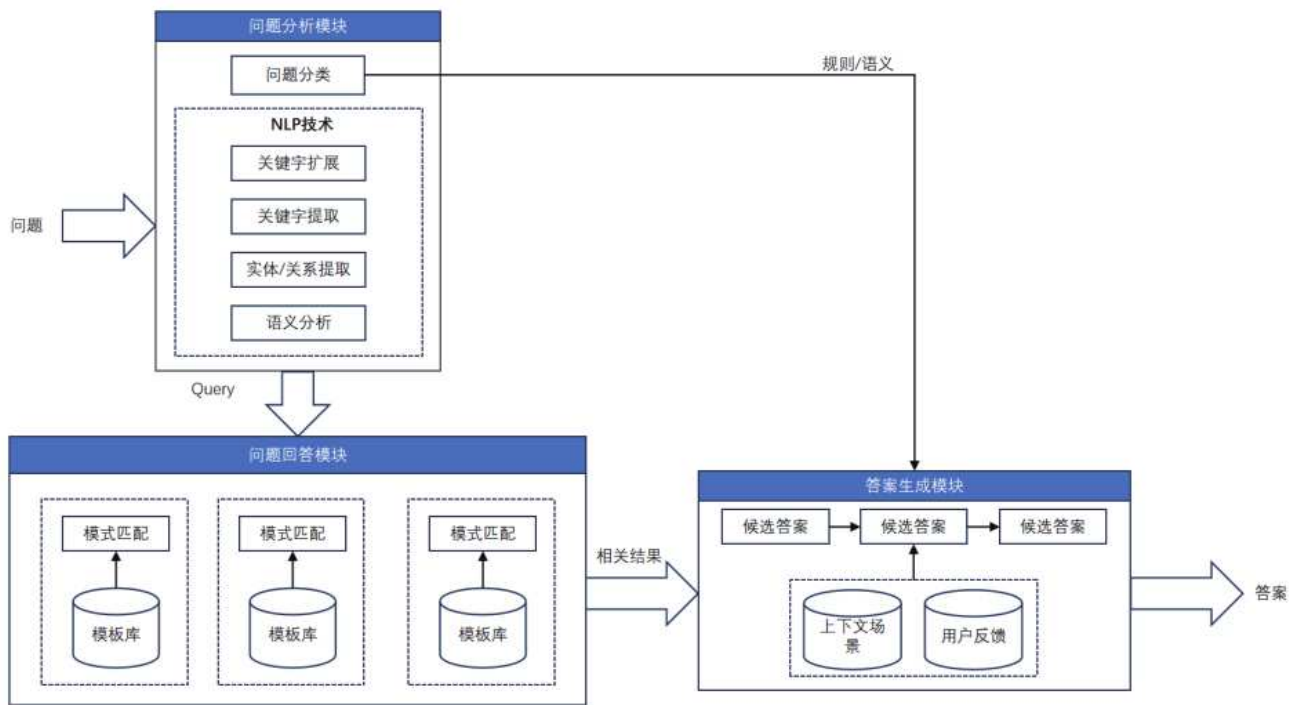 问题分析模块
问题分类
规则/语义
NLP技术
关键字扩展
关键字提取
问题
实体/关系提取
语义分析
Query
问题回答模块
模式匹配
模式匹配
模式匹配
模板库
模板库
模板库
相关结果
答案生成模块
候选答案
候选答案
候选答案
上下文场
景
用户反馈
答案